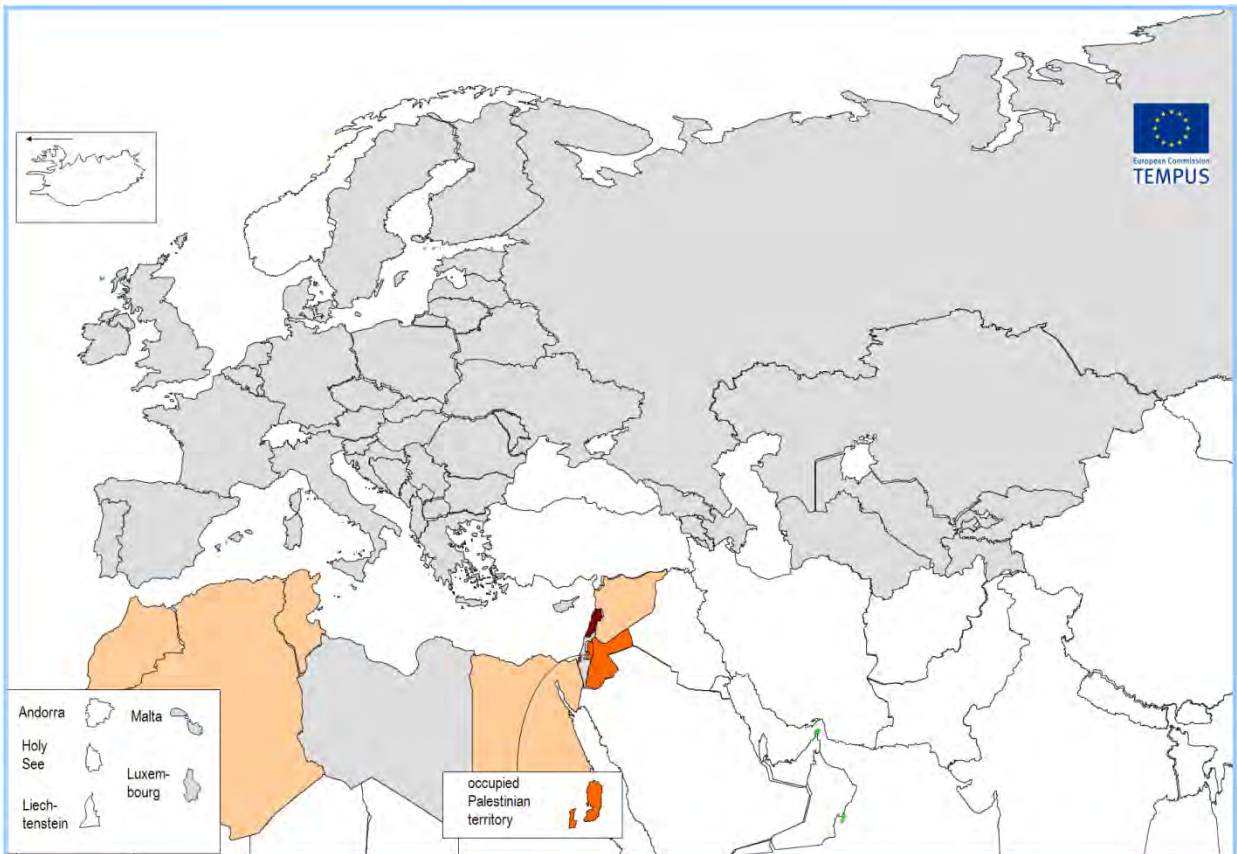 European Commission
TEMPUS
Andorra
Malta
Holy
See
Luxem-
bourg
Liech-
tenstein
occupied
Palestinian
territory